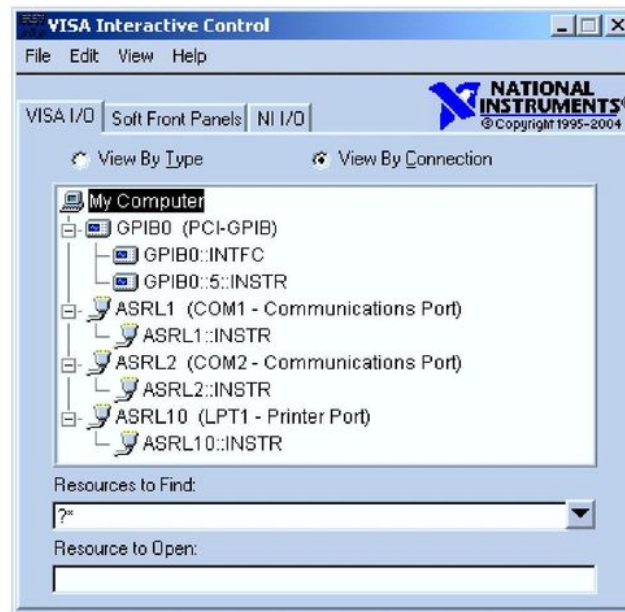 VISA Interactive Control
File Edit View Help
NATIONAL
INSTRUMENTS®
© Copyright 1995-2004
VISA I/O Soft Front Panels NI I/O
View By Type View By Connection
My Computer
GPIB0 (PCI-GPIB)
GPIB0::INTFC
GPIB0::5::INSTR
ASRL1 (COM1 - Communications Port)
ASRL1::INSTR
ASRL2 (COM2 - Communications Port)
ASRL2::INSTR
ASRL10 (LPT1 - Printer Port)
ASRL10::INSTR
Resources to Find:
?*
Resource to Open: